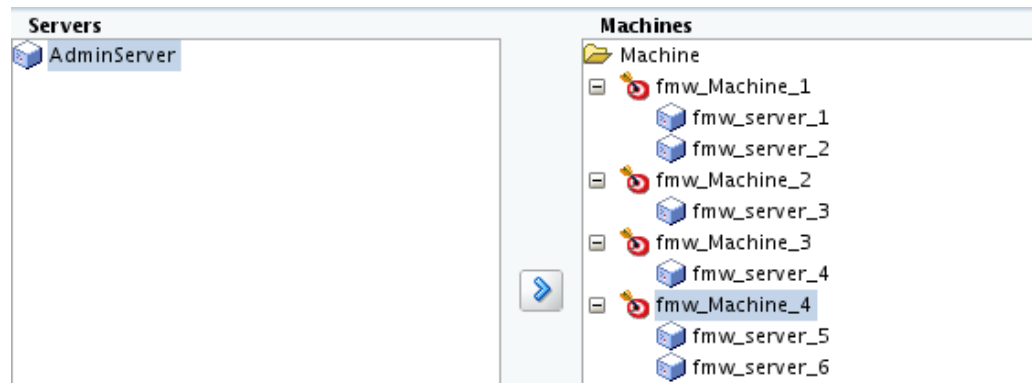 Servers
AdminServer
Machines
Machine
fmw_Machine_1
fmw_server_1
fmw_server_2
fmw_Machine_2
fmw_server_3
fmw_Machine_3
fmw_server_4
fmw_Machine_4
fmw_server_5
fmw_server_6